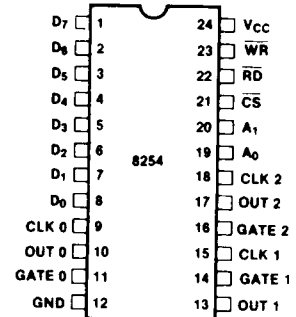 D7 1 24 VCC
D6 2 23 WR
D5 3 22 RD
D4 4 21 CS
D3 5 20 A1
D2 6 19 A0
D1 7 8254 18 CLK 2
D0 8 17 OUT 2
CLK 0 9 16 GATE 2
OUT 0 10 15 CLK 1
GATE 0 11 14 GATE 1
GND 12 13 OUT 1